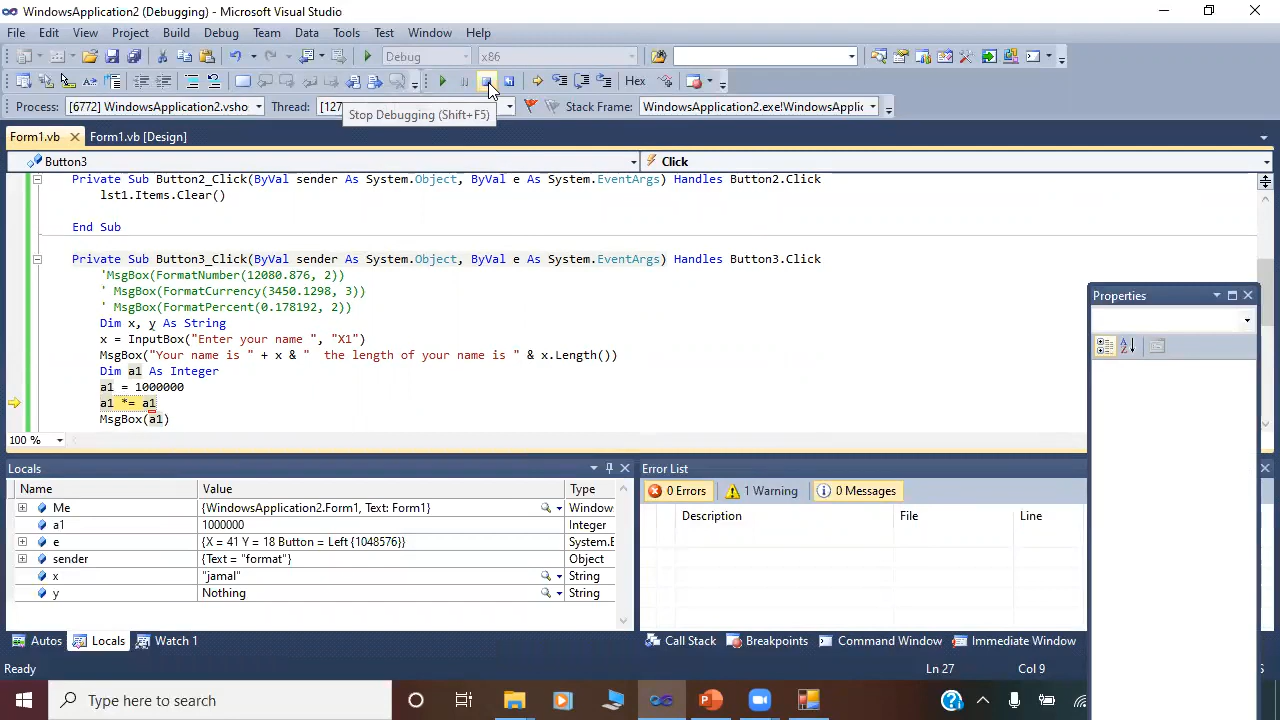 WindowsApplication2 (Debugging) - Microsoft Visual Studio
File Edit View Project Build Debug Team Data Tools Test Window Help
Debug x86
Hex
Process: [6772] WindowsApplication2.vsho Thread: [127 Stack Frame: WindowsApplication2.exe!WindowsApplic
Stop Debugging (Shift+F5)
Form1.vb Form1.vb [Design]
Button3 Click
Private Sub Button2_Click(ByVal sender As System.Object, ByVal e As System.EventArgs) Handles Button2.Click
lst1.Items.Clear()
End Sub
Private Sub Button3_Click(ByVal sender As System.Object, ByVal e As System.EventArgs) Handles Button3.Click
'MsgBox(FormatNumber(12080.876, 2))
' MsgBox(FormatCurrency(3450.1298, 3))
' MsgBox(FormatPercent(0.178192, 2))
Dim x, y As String
x = InputBox("Enter your name ", "X1")
MsgBox("Your name is " + x & "  the length of your name is " & x.Length())
Dim a1 As Integer
a1 = 1000000
a1 *= a1
MsgBox(a1)
100 %
Properties
Locals
Name Value Type
Me {WindowsApplication2.Form1, Text: Form1} Windows
a1 1000000 Integer
e {X = 41 Y = 18 Button = Left {1048576}} System.E
sender {Text = "format"} Object
x "jamal" String
y Nothing String
Error List
0 Errors 1 Warning 0 Messages
Description File Line
Autos Locals Watch 1
Call Stack Breakpoints Command Window Immediate Window
Ready Ln 27 Col 9
Type here to search